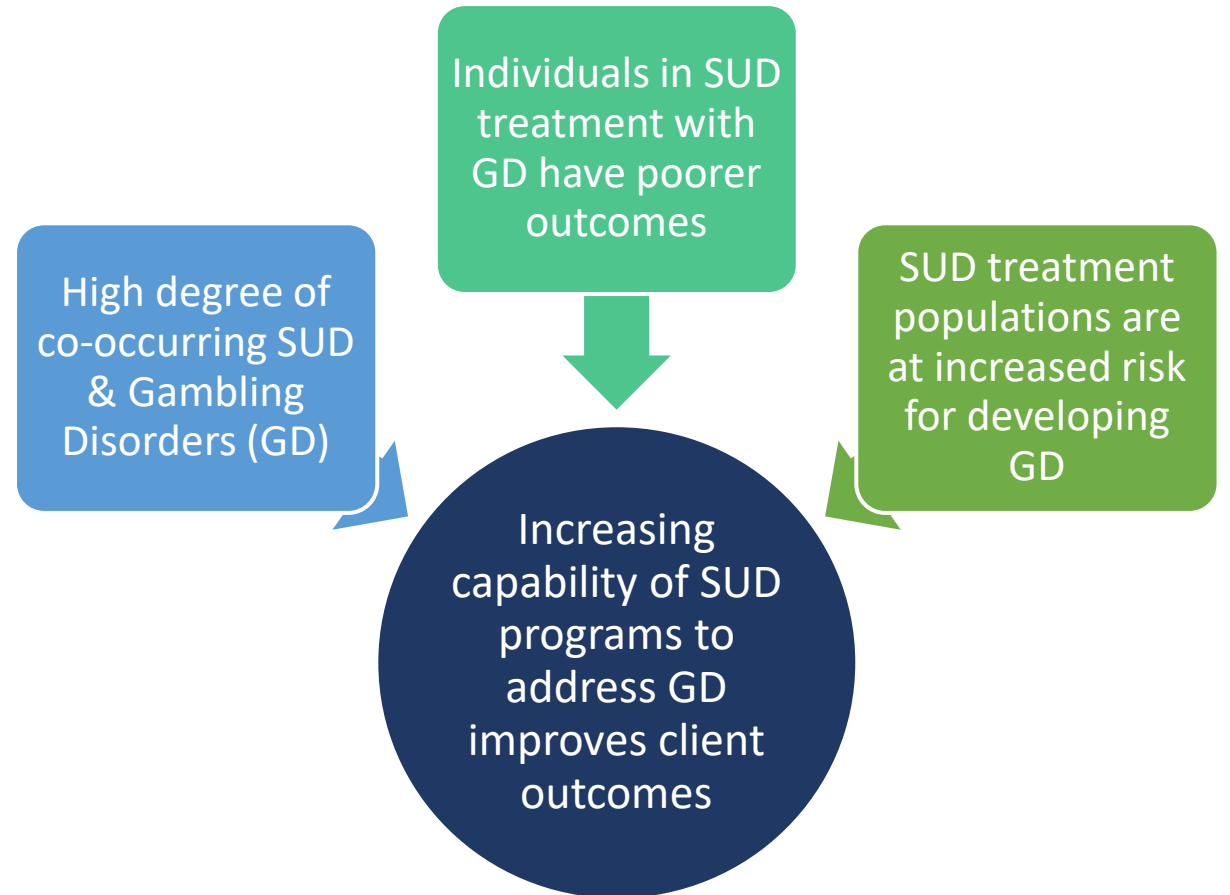 Individuals in SUD
treatment with
GD have poorer
outcomes
High degree of
co-occurring SUD
& Gambling
Disorders (GD)
SUD treatment
populations are
at increased risk
for developing
GD
Increasing
capability of SUD
programs to
address GD
improves client
outcomes